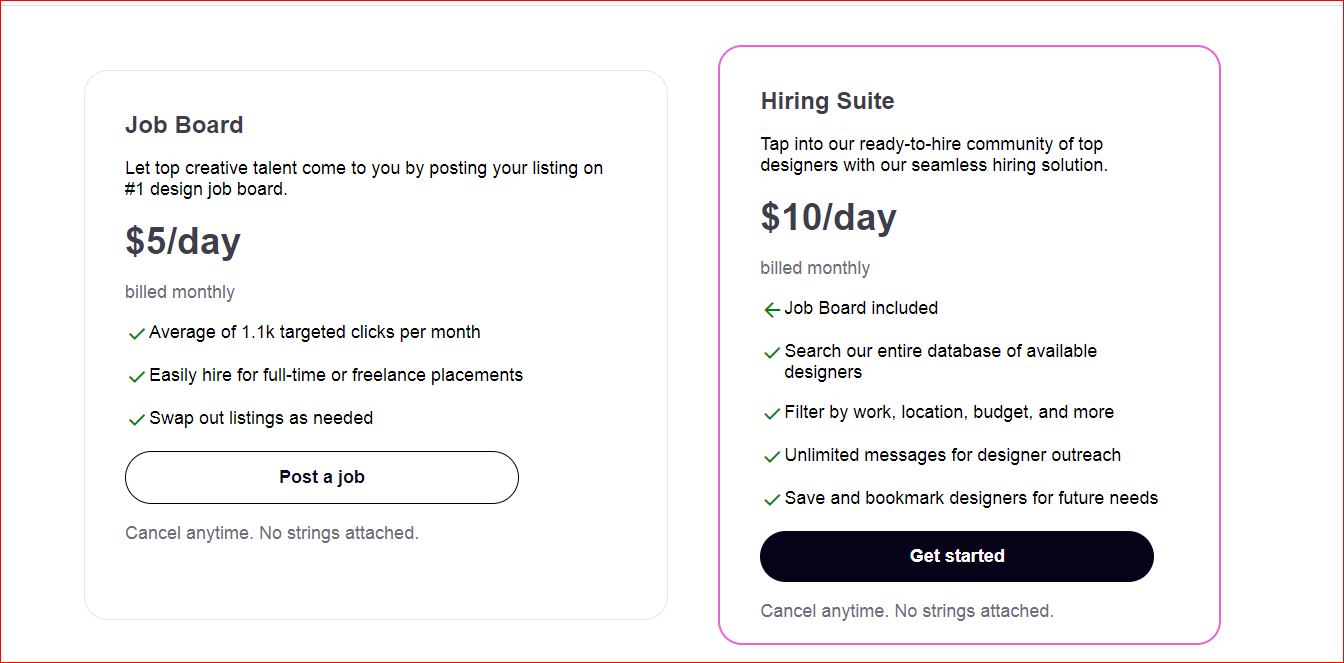 Job Board
Let top creative talent come to you by posting your listing on
#1 design job board.
$5/day
billed monthly
Average of 1.1k targeted clicks per month
Easily hire for full-time or freelance placements
Swap out listings as needed
Post a job
Cancel anytime. No strings attached.
Hiring Suite
Tap into our ready-to-hire community of top
designers with our seamless hiring solution.
$10/day
billed monthly
Job Board included
Search our entire database of available
designers
Filter by work, location, budget, and more
Unlimited messages for designer outreach
Save and bookmark designers for future needs
Get started
Cancel anytime. No strings attached.